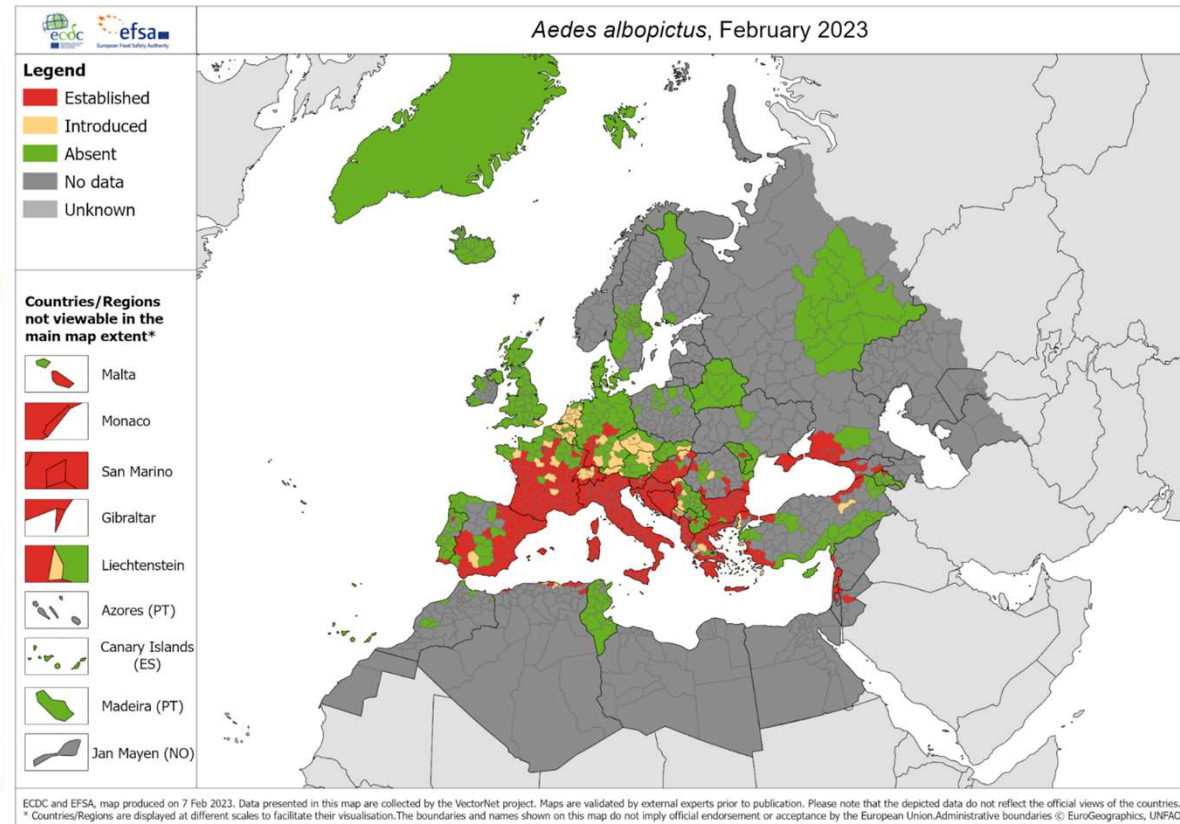 ecdc
efsa
European Food Safety Authority
Aedes albopictus, February 2023
Legend
Established
Introduced
Absent
No data
Unknown
Countries/Regions
not viewable in the
main map extent*
Malta
Monaco
San Marino
Gibraltar
Liechtenstein
Azores (PT)
Canary Islands
(ES)
Madeira (PT)
Jan Mayen (NO)
ECDC and EFSA, map produced on 7 Feb 2023. Data presented in this map are collected by the VectorNet project. Maps are validated by external experts prior to publication. Please note that the depicted data do not reflect the official views of the countries.
* Countries/Regions are displayed at different scales to facilitate their visualisation.The boundaries and names shown on this map do not imply official endorsement or acceptance by the European Union.Administrative boundaries © EuroGeographics, UNFAO